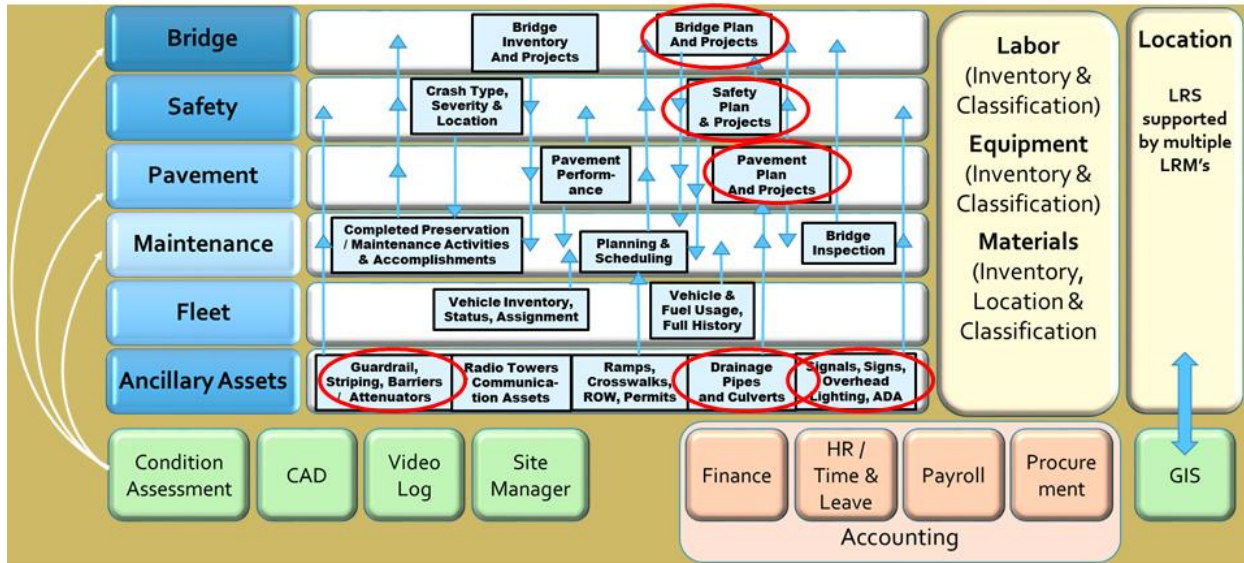 Bridge
Bridge
Inventory
And Projects
Bridge Plan
And Projects
Safety
Crash Type,
Severity &
Location
Safety
Plan
& Projects
Pavement
Pavement
Perform-
ance
Pavement
Plan
And Projects
Maintenance
Completed Preservation
/ Maintenance Activities
& Accomplishments
Planning &
Scheduling
Bridge
Inspection
Fleet
Vehicle Inventory,
Status, Assignment
Vehicle &
Fuel Usage,
Full History
Ancillary Assets
Guardrail,
Striping, Barriers
/ Attenuators
Radio Towers
Communica-
tion Assets
Ramps,
Crosswalks,
ROW, Permits
Drainage
Pipes
and Culverts
Signals, Signs,
Overhead
Lighting, ADA
Labor
(Inventory &
Classification)
Equipment
(Inventory &
Classification)
Materials
(Inventory,
Location &
Classification
Location
LRS
supported
by multiple
LRM's
Condition
Assessment
CAD
Video
Log
Site
Manager
Finance
HR /
Time &
Leave
Payroll
Procure
ment
Accounting
GIS